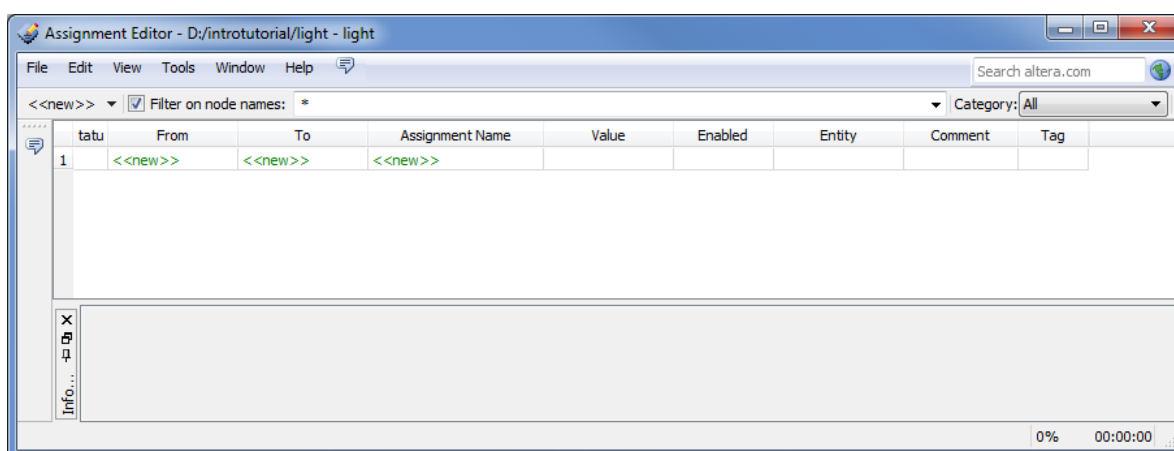 Assignment Editor - D:/introtutorial/light - light
File Edit View Tools Window Help Search altera.com
<<new>> Filter on node names: * Category: All
tatu From To Assignment Name Value Enabled Entity Comment Tag
1 <<new>> <<new>> <<new>>
Info...
0% 00:00:00